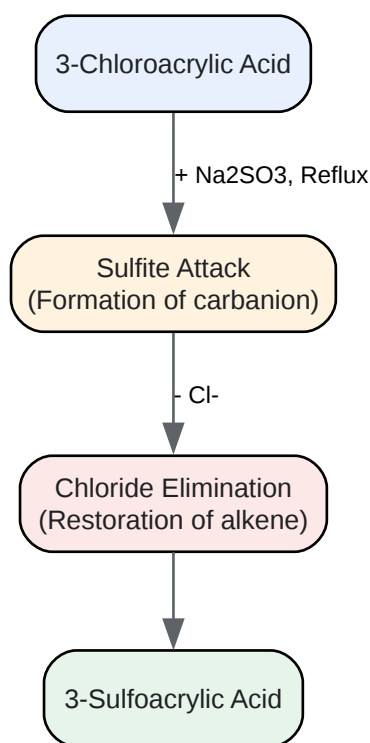 3-Chloroacrylic Acid
+ Na2SO3, Reflux
Sulfite Attack
(Formation of carbanion)
- Cl-
Chloride Elimination
(Restoration of alkene)
3-Sulfoacrylic Acid